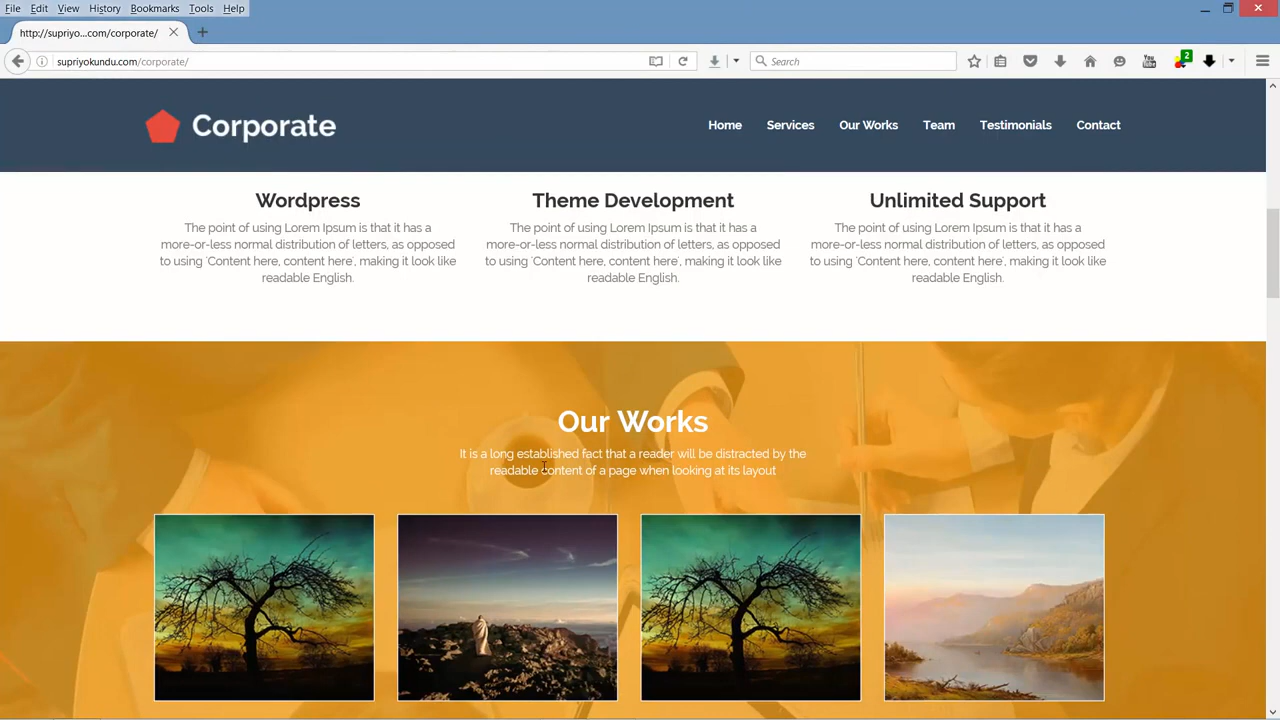 File Edit View History Bookmarks Tools Help
http://supriyo...com/corporate/
supriyokundu.com/corporate/
Search
You
2
Corporate
Home Services Our Works Team Testimonials Contact
Wordpress
The point of using Lorem Ipsum is that it has a
more-or-less normal distribution of letters, as opposed
to using 'Content here, content here', making it look like
readable English.
Theme Development
The point of using Lorem Ipsum is that it has a
more-or-less normal distribution of letters, as opposed
to using 'Content here, content here', making it look like
readable English.
Unlimited Support
The point of using Lorem Ipsum is that it has a
more-or-less normal distribution of letters, as opposed
to using 'Content here, content here', making it look like
readable English.
Our Works
It is a long established fact that a reader will be distracted by the
readable content of a page when looking at its layout